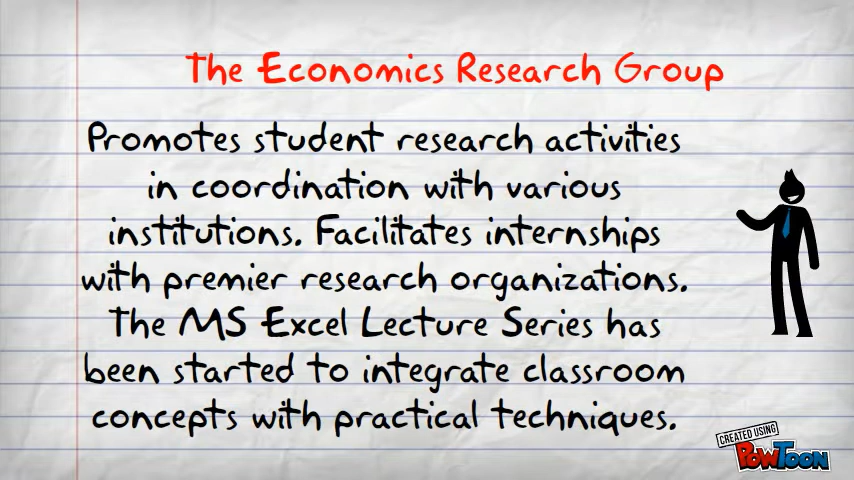 The Economics Research Group
Promotes student research activities
in coordination with various
institutions. Facilitates internships
with premier research organizations.
The MS Excel Lecture Series has
been started to integrate classroom
concepts with practical techniques.
CREATED USING
POWTOON